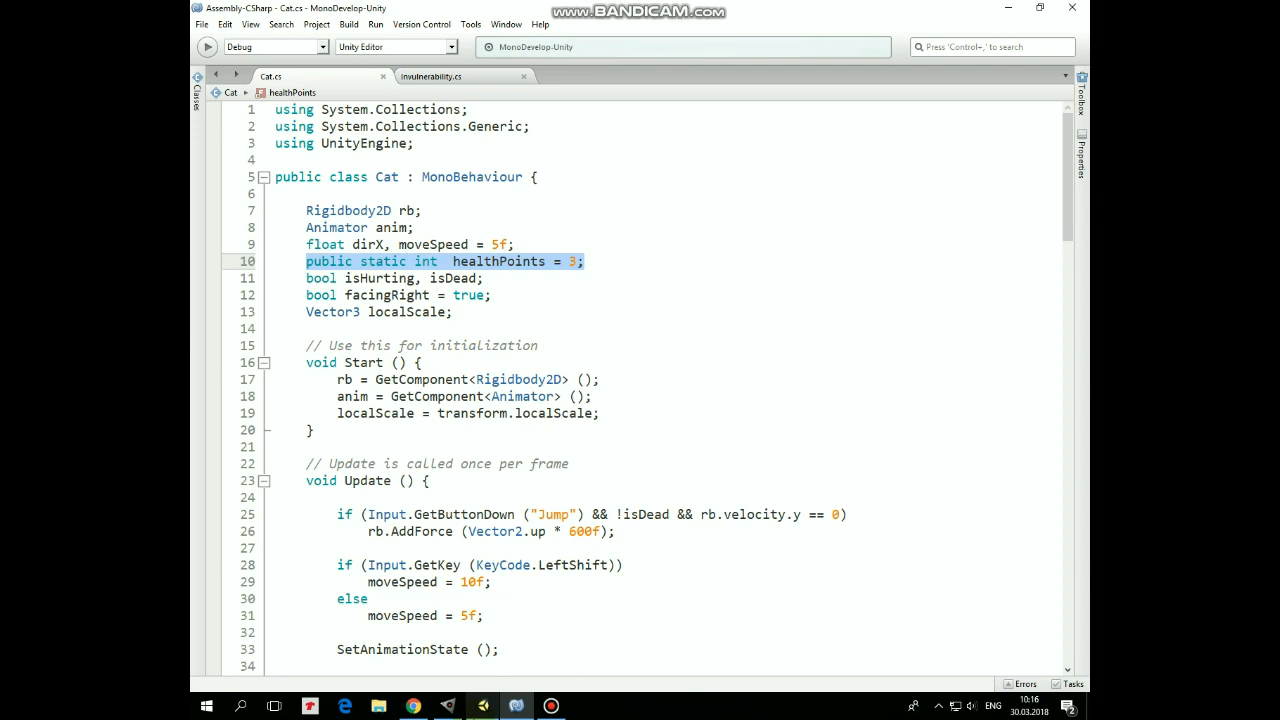 www.BANDICAM.com
Assembly-CSharp - Cat.cs - MonoDevelop-Unity
File Edit View Search Project Build Run Version Control Tools Window Help
Debug Unity Editor MonoDevelop-Unity Press 'Control+,' to search
Cat.cs Invulnerability.cs
Cat healthPoints
Classes
Toolbox
Properties
1 using System.Collections;
2 using System.Collections.Generic;
3 using UnityEngine;
4
5 public class Cat : MonoBehaviour {
6
7 Rigidbody2D rb;
8 Animator anim;
9 float dirX, moveSpeed = 5f;
10 public static int healthPoints = 3;
11 bool isHurting, isDead;
12 bool facingRight = true;
13 Vector3 localScale;
14
15 // Use this for initialization
16 void Start () {
17 rb = GetComponent<Rigidbody2D> ();
18 anim = GetComponent<Animator> ();
19 localScale = transform.localScale;
20 }
21
22 // Update is called once per frame
23 void Update () {
24
25 if (Input.GetButtonDown ("Jump") && !isDead && rb.velocity.y == 0)
26 rb.AddForce (Vector2.up * 600f);
27
28 if (Input.GetKey (KeyCode.LeftShift))
29 moveSpeed = 10f;
30 else
31 moveSpeed = 5f;
32
33 SetAnimationState ();
34
Errors Tasks
ENG 10:16
30.03.2018 2